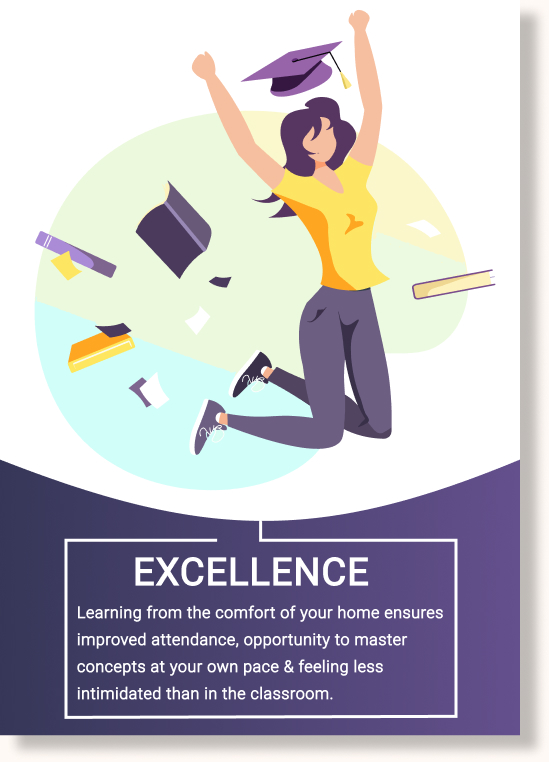 EXCELLENCE
Learning from the comfort of your home ensures
improved attendance, opportunity to master
concepts at your own pace & feeling less
intimidated than in the classroom.